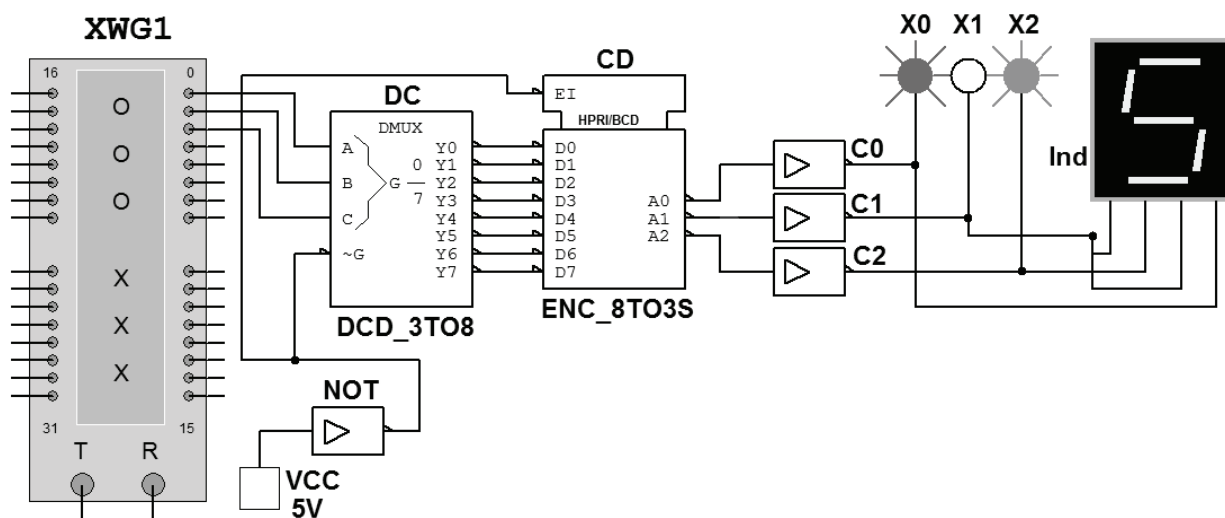 XWG1
16 0
O
O
O
X
X
X
31 15
T R
DC
DMUX
A
B
C
~G
G 0
7
Y0
Y1
Y2
Y3
Y4
Y5
Y6
Y7
DCD_3TO8
NOT
VCC
5V
CD
EI
HPRI/BCD
D0
D1
D2
D3
D4
D5
D6
D7
A0
A1
A2
ENC_8TO3S
C0
C1
C2
X0 X1 X2
Ind
5